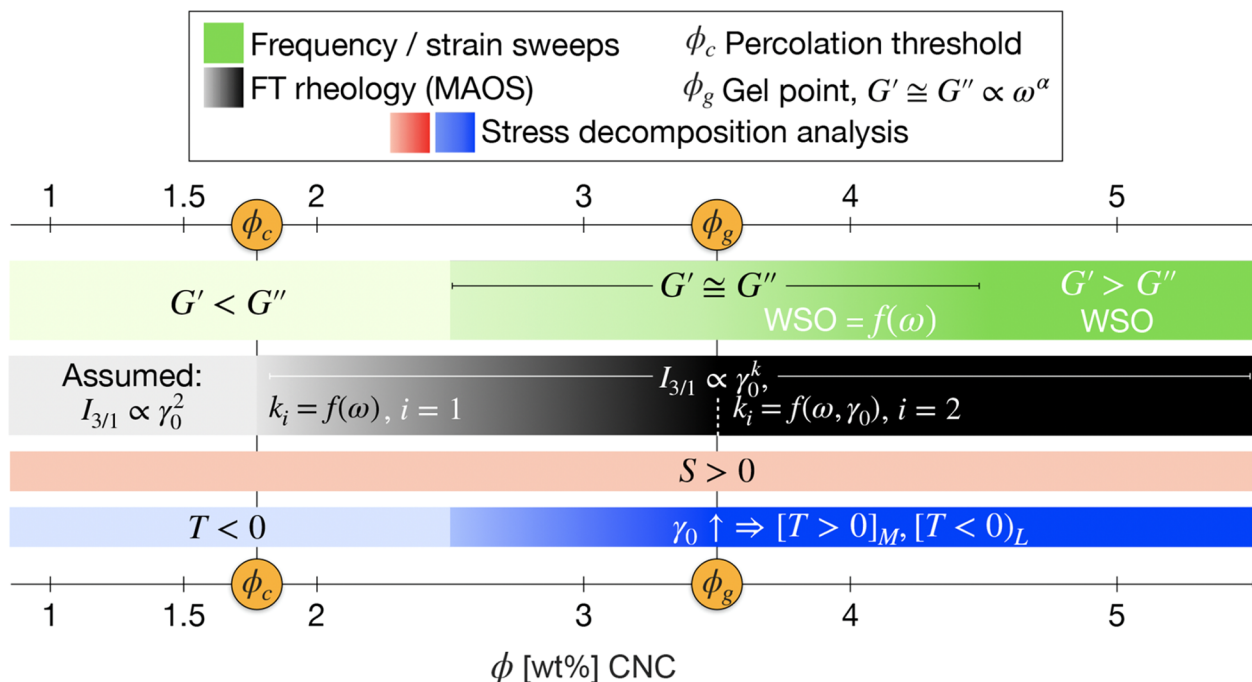 Frequency / strain sweeps
ϕc Percolation threshold
FT rheology (MAOS)
ϕg Gel point, G′ ≅ G″ ∝ ω^α
Stress decomposition analysis
1 1.5 2 3 4 5
ϕc ϕg
G′ < G″
G′ ≅ G″
WSO = f(ω)
G′ > G″
WSO
Assumed:
I3/1 ∝ γ0^2
I3/1 ∝ γ0^k,
ki = f(ω), i = 1
ki = f(ω, γ0), i = 2
S > 0
T < 0
γ0 ↑ ⇒ [T > 0]M, [T < 0)L
ϕc ϕg
1 1.5 2 3 4 5
ϕ [wt%] CNC